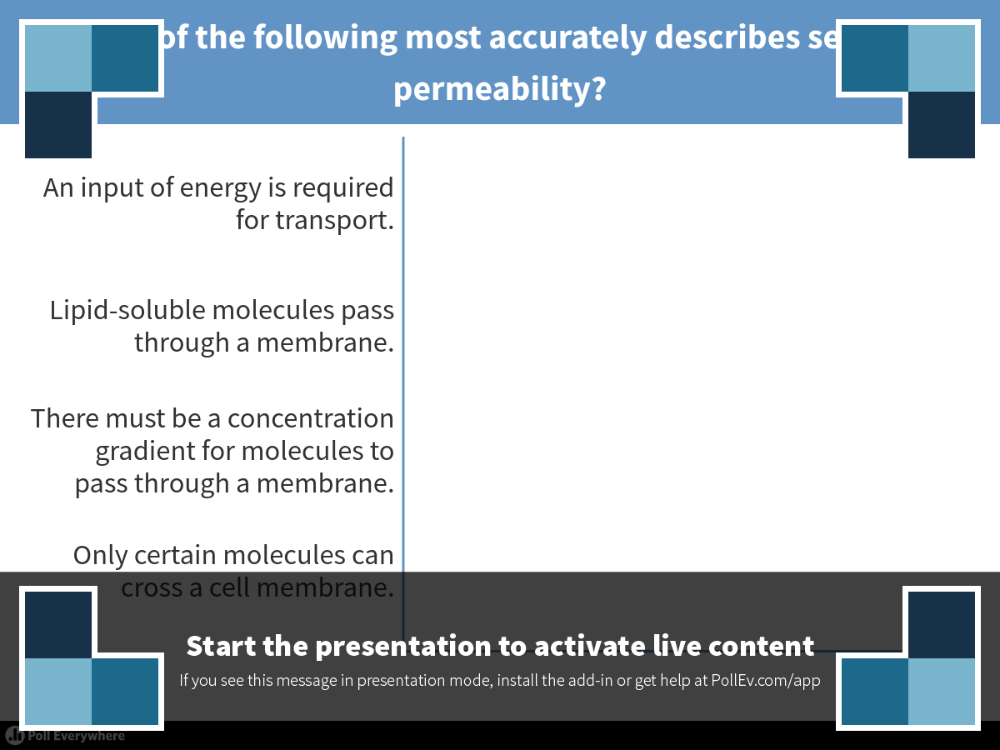 of the following most accurately describes se
permeability?
An input of energy is required
for transport.
Lipid-soluble molecules pass
through a membrane.
There must be a concentration
gradient for molecules to
pass through a membrane.
Only certain molecules can
cross a cell membrane.
Start the presentation to activate live content
If you see this message in presentation mode, install the add-in or get help at PollEv.com/app
Poll Everywhere